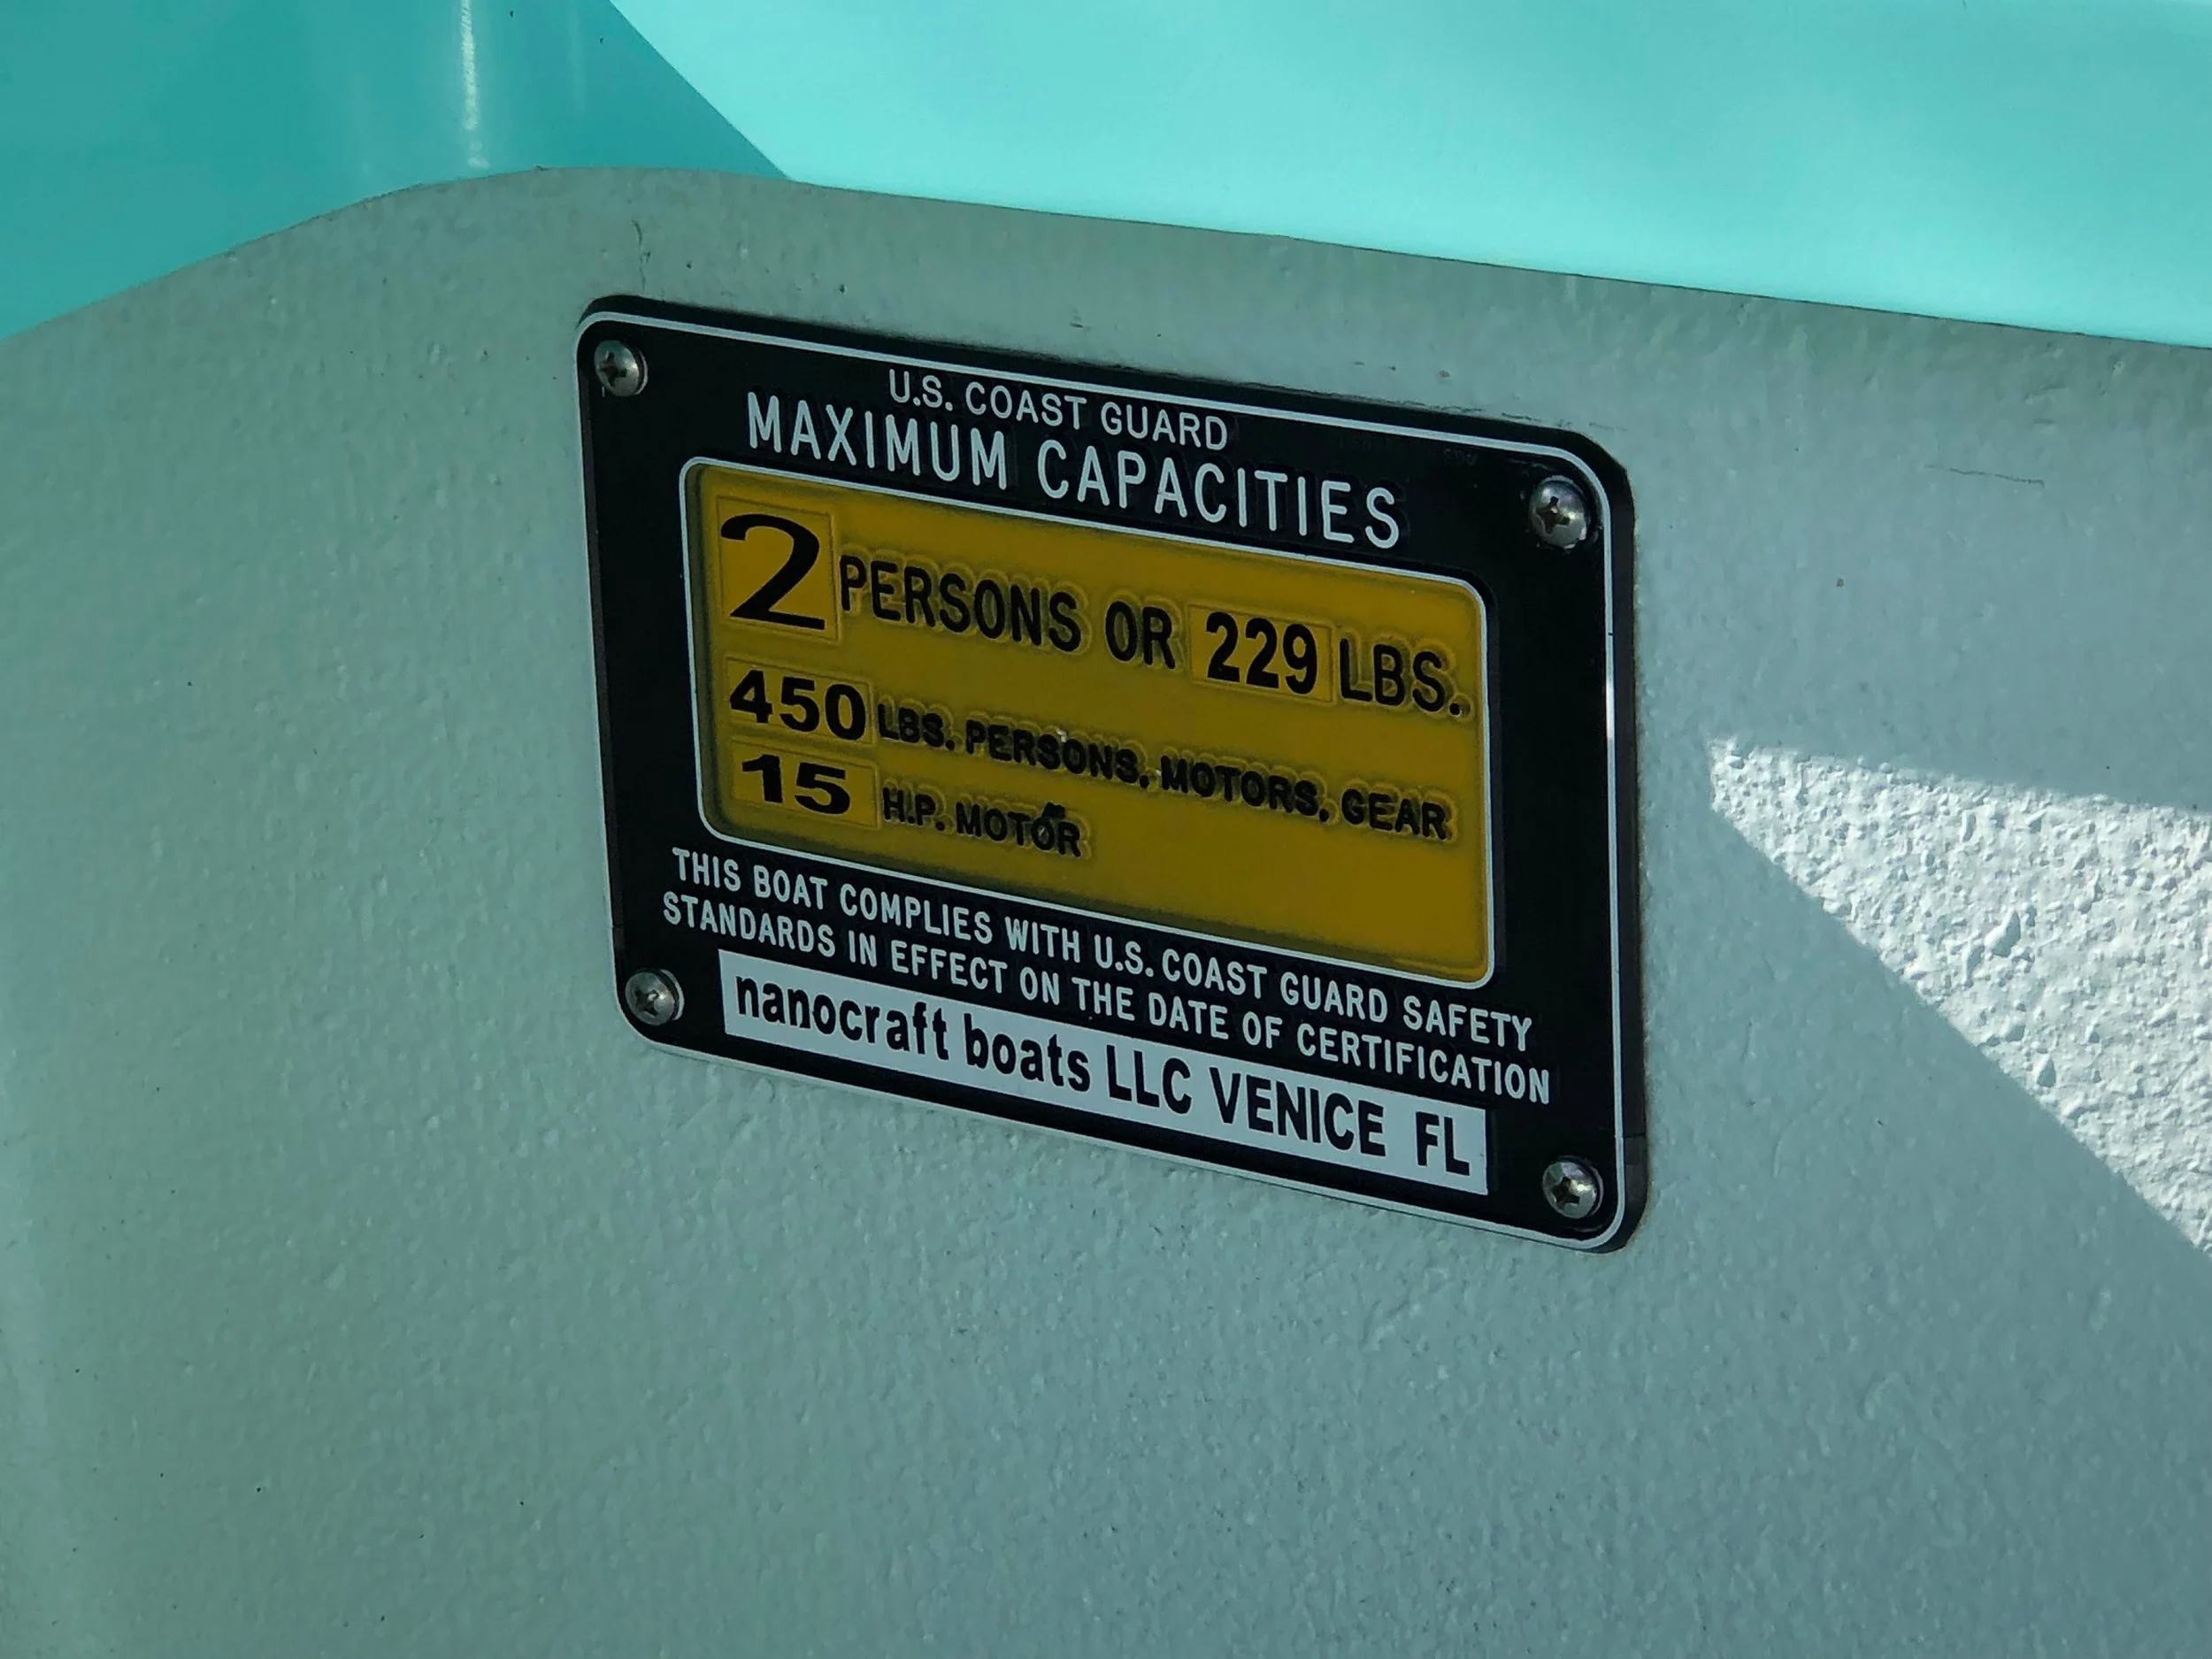 U.S. COAST GUARD
MAXIMUM CAPACITIES
2 PERSONS OR 229 LBS.
450 LBS. PERSONS, MOTORS, GEAR
15 H.P. MOTOR
THIS BOAT COMPLIES WITH U.S. COAST GUARD SAFETY
STANDARDS IN EFFECT ON THE DATE OF CERTIFICATION
nanocraft boats LLC VENICE FL